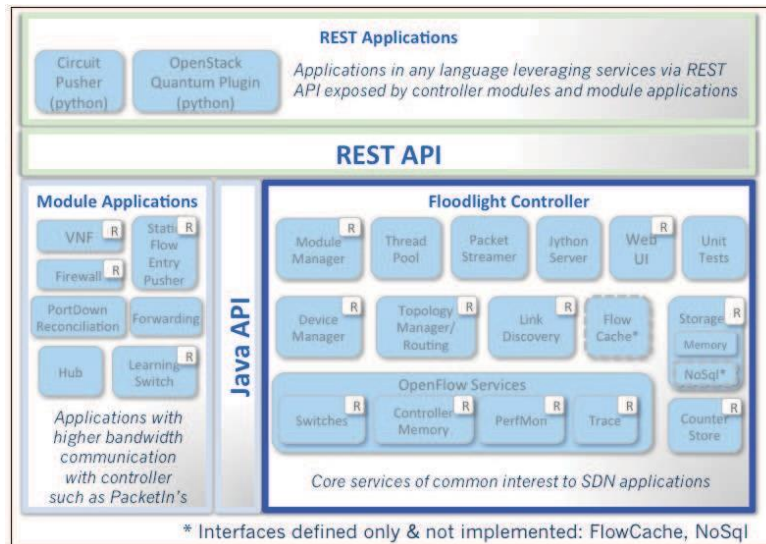 REST Applications
Circuit
Pusher
(python)
OpenStack
Quantum Plugin
(python)
Applications in any language leveraging services via REST
API exposed by controller modules and module applications
REST API
Module Applications
VNF
R
Static
Flow
Entry
Pusher
R
Firewall
R
PortDown
Reconciliation
Forwarding
Hub
Learning
Switch
R
Applications with
higher bandwidth
communication
with controller
such as PacketIn's
Java API
Floodlight Controller
Module
Manager
R
Thread
Pool
Packet
Streamer
Jython
Server
Web
UI
R
Unit
Tests
Device
Manager
R
Topology
Manager/
Routing
R
Link
Discovery
R
Flow
Cache*
R
Storage
R
Memory
NoSql*
OpenFlow Services
Switches
R
Controller
Memory
R
PerfMon
R
Trace
R
Counter
Store
R
Core services of common interest to SDN applications
* Interfaces defined only & not implemented: FlowCache, NoSql